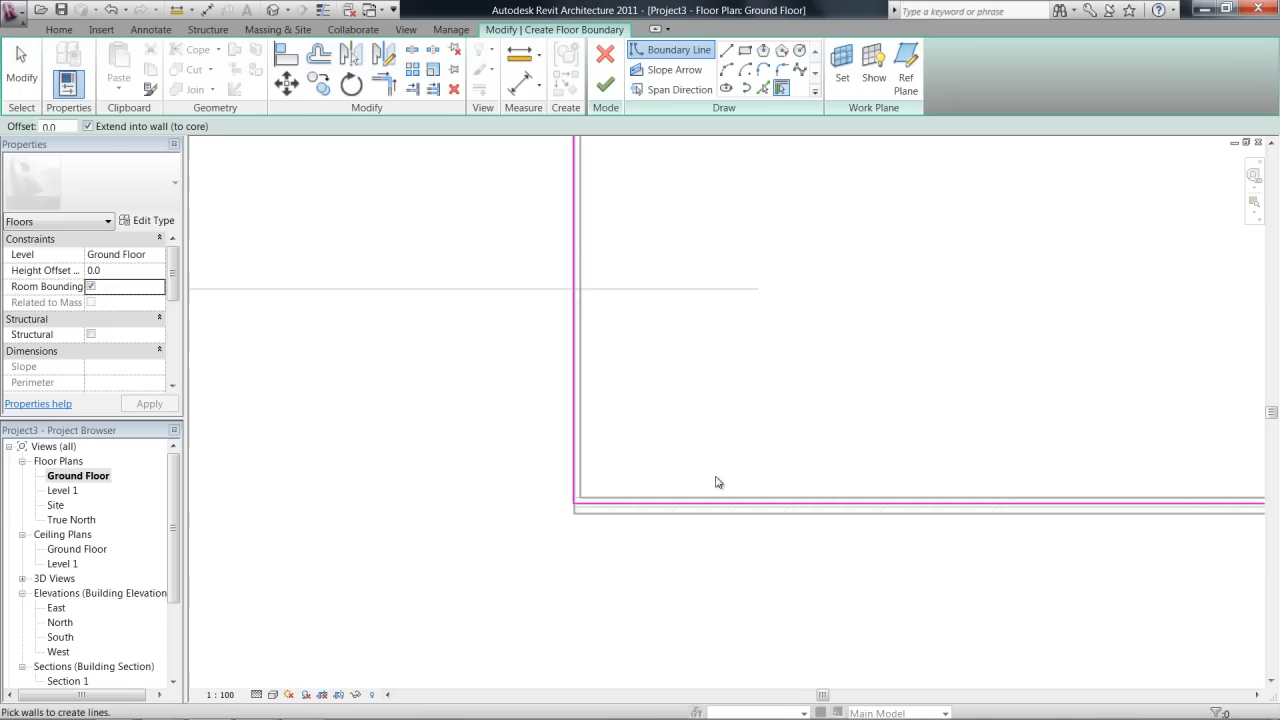 Autodesk Revit Architecture 2011 - [Project3 - Floor Plan: Ground Floor]
Type a keyword or phrase
Home Insert Annotate Structure Massing & Site Collaborate View Manage Modify | Create Floor Boundary
Cope
Cut
Join
Modify
Paste
Boundary Line
Slope Arrow
Span Direction
Set
Show
Ref
Plane
Select Properties Clipboard Geometry Modify View Measure Create Mode Draw Work Plane
Offset: 0.0 Extend into wall (to core)
Properties
Floors
Edit Type
Constraints
Level Ground Floor
Height Offset ... 0.0
Room Bounding
Related to Mass
Structural
Structural
Dimensions
Slope
Perimeter
Properties help Apply
Project3 - Project Browser
Views (all)
Floor Plans
Ground Floor
Level 1
Site
True North
Ceiling Plans
Ground Floor
Level 1
3D Views
Elevations (Building Elevation
East
North
South
West
Sections (Building Section)
Section 1
1 : 100
Pick walls to create lines.
Main Model
:0